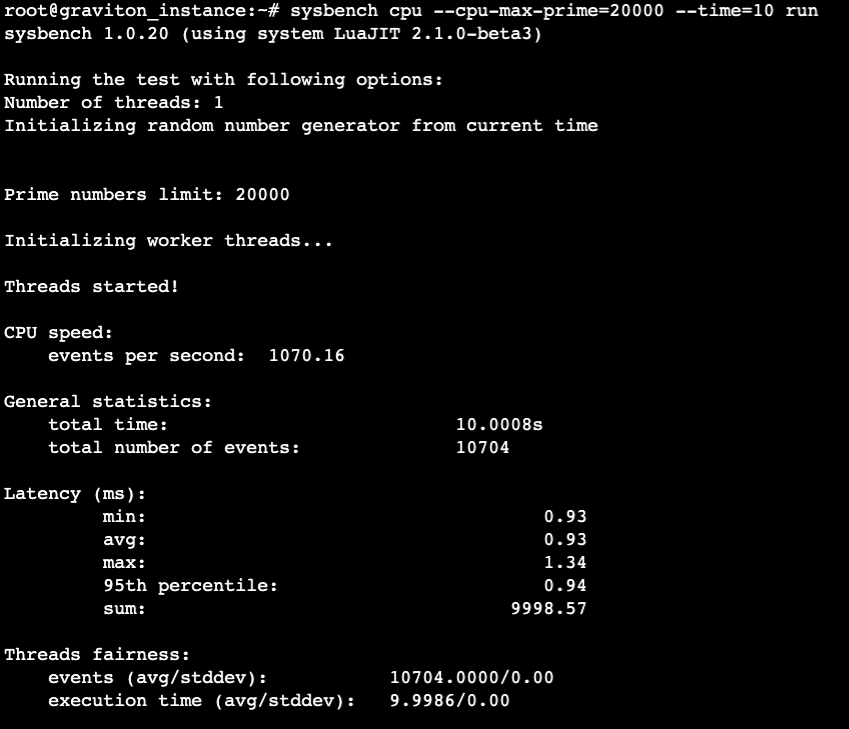 root@graviton_instance:~# sysbench cpu --cpu-max-prime=20000 --time=10 run
sysbench 1.0.20 (using system LuaJIT 2.1.0-beta3)
Running the test with following options:
Number of threads: 1
Initializing random number generator from current time
Prime numbers limit: 20000
Initializing worker threads...
Threads started!
CPU speed:
events per second: 1070.16
General statistics:
total time: 10.0008s
total number of events: 10704
Latency (ms):
min: 0.93
avg: 0.93
max: 1.34
95th percentile: 0.94
sum: 9998.57
Threads fairness:
events (avg/stddev): 10704.0000/0.00
execution time (avg/stddev): 9.9986/0.00